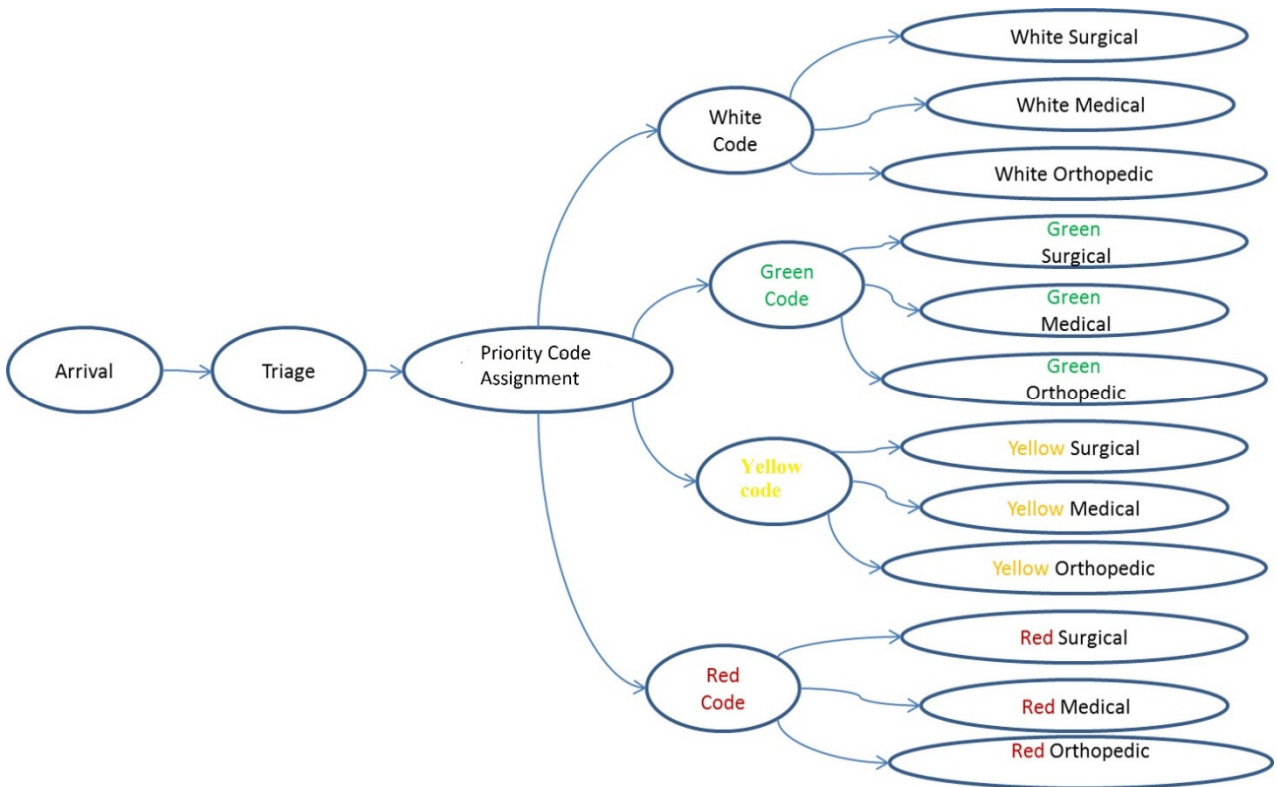 Arrival
Triage
Priority Code
Assignment
White
Code
White Surgical
White Medical
White Orthopedic
Green
Code
Green
Surgical
Green
Medical
Green
Orthopedic
Yellow
code
Yellow Surgical
Yellow Medical
Yellow Orthopedic
Red
Code
Red Surgical
Red Medical
Red Orthopedic